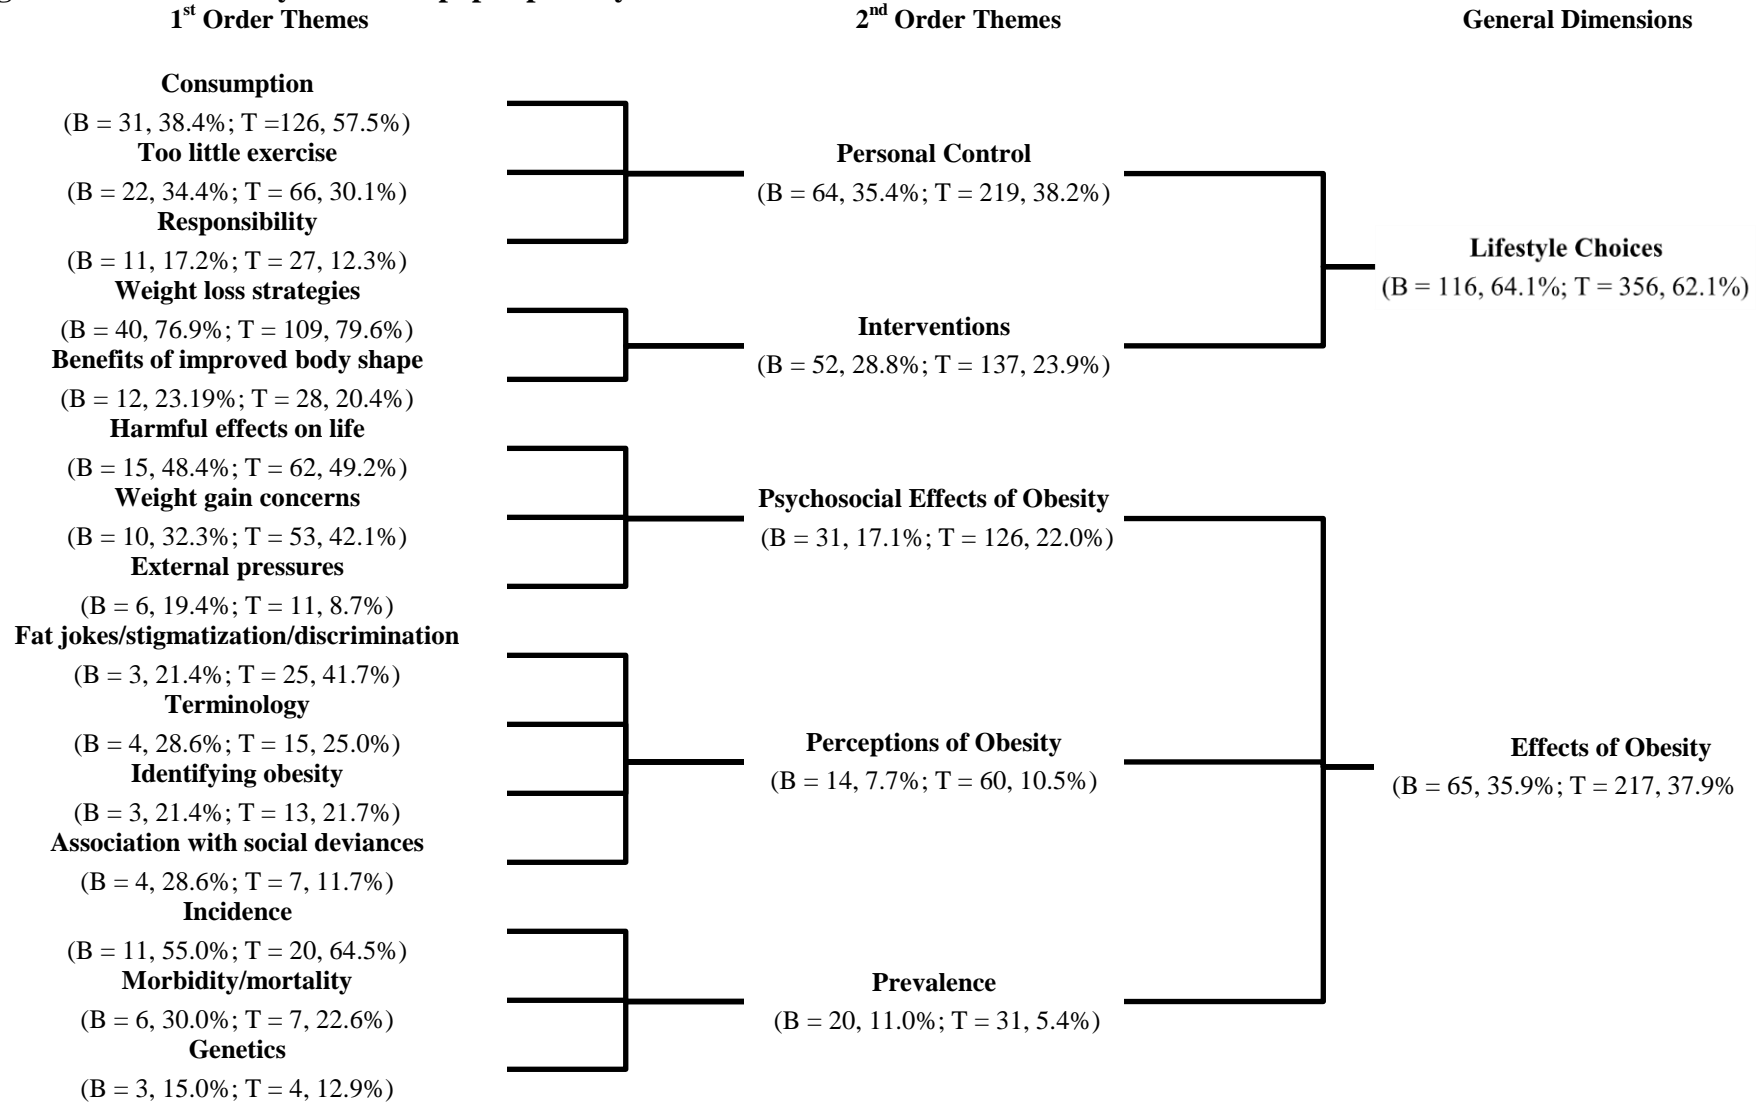 1st Order Themes
2nd Order Themes
General Dimensions
Consumption
(B = 31, 38.4%; T =126, 57.5%)
Too little exercise
(B = 22, 34.4%; T = 66, 30.1%)
Responsibility
(B = 11, 17.2%; T = 27, 12.3%)
Weight loss strategies
(B = 40, 76.9%; T = 109, 79.6%)
Benefits of improved body shape
(B = 12, 23.19%; T = 28, 20.4%)
Harmful effects on life
(B = 15, 48.4%; T = 62, 49.2%)
Weight gain concerns
(B = 10, 32.3%; T = 53, 42.1%)
External pressures
(B = 6, 19.4%; T = 11, 8.7%)
Fat jokes/stigmatization/discrimination
(B = 3, 21.4%; T = 25, 41.7%)
Terminology
(B = 4, 28.6%; T = 15, 25.0%)
Identifying obesity
(B = 3, 21.4%; T = 13, 21.7%)
Association with social deviances
(B = 4, 28.6%; T = 7, 11.7%)
Incidence
(B = 11, 55.0%; T = 20, 64.5%)
Morbidity/mortality
(B = 6, 30.0%; T = 7, 22.6%)
Genetics
(B = 3, 15.0%; T = 4, 12.9%)
Personal Control
(B = 64, 35.4%; T = 219, 38.2%)
Interventions
(B = 52, 28.8%; T = 137, 23.9%)
Psychosocial Effects of Obesity
(B = 31, 17.1%; T = 126, 22.0%)
Perceptions of Obesity
(B = 14, 7.7%; T = 60, 10.5%)
Prevalence
(B = 20, 11.0%; T = 31, 5.4%)
Lifestyle Choices
(B = 116, 64.1%; T = 356, 62.1%)
Effects of Obesity
(B = 65, 35.9%; T = 217, 37.9%